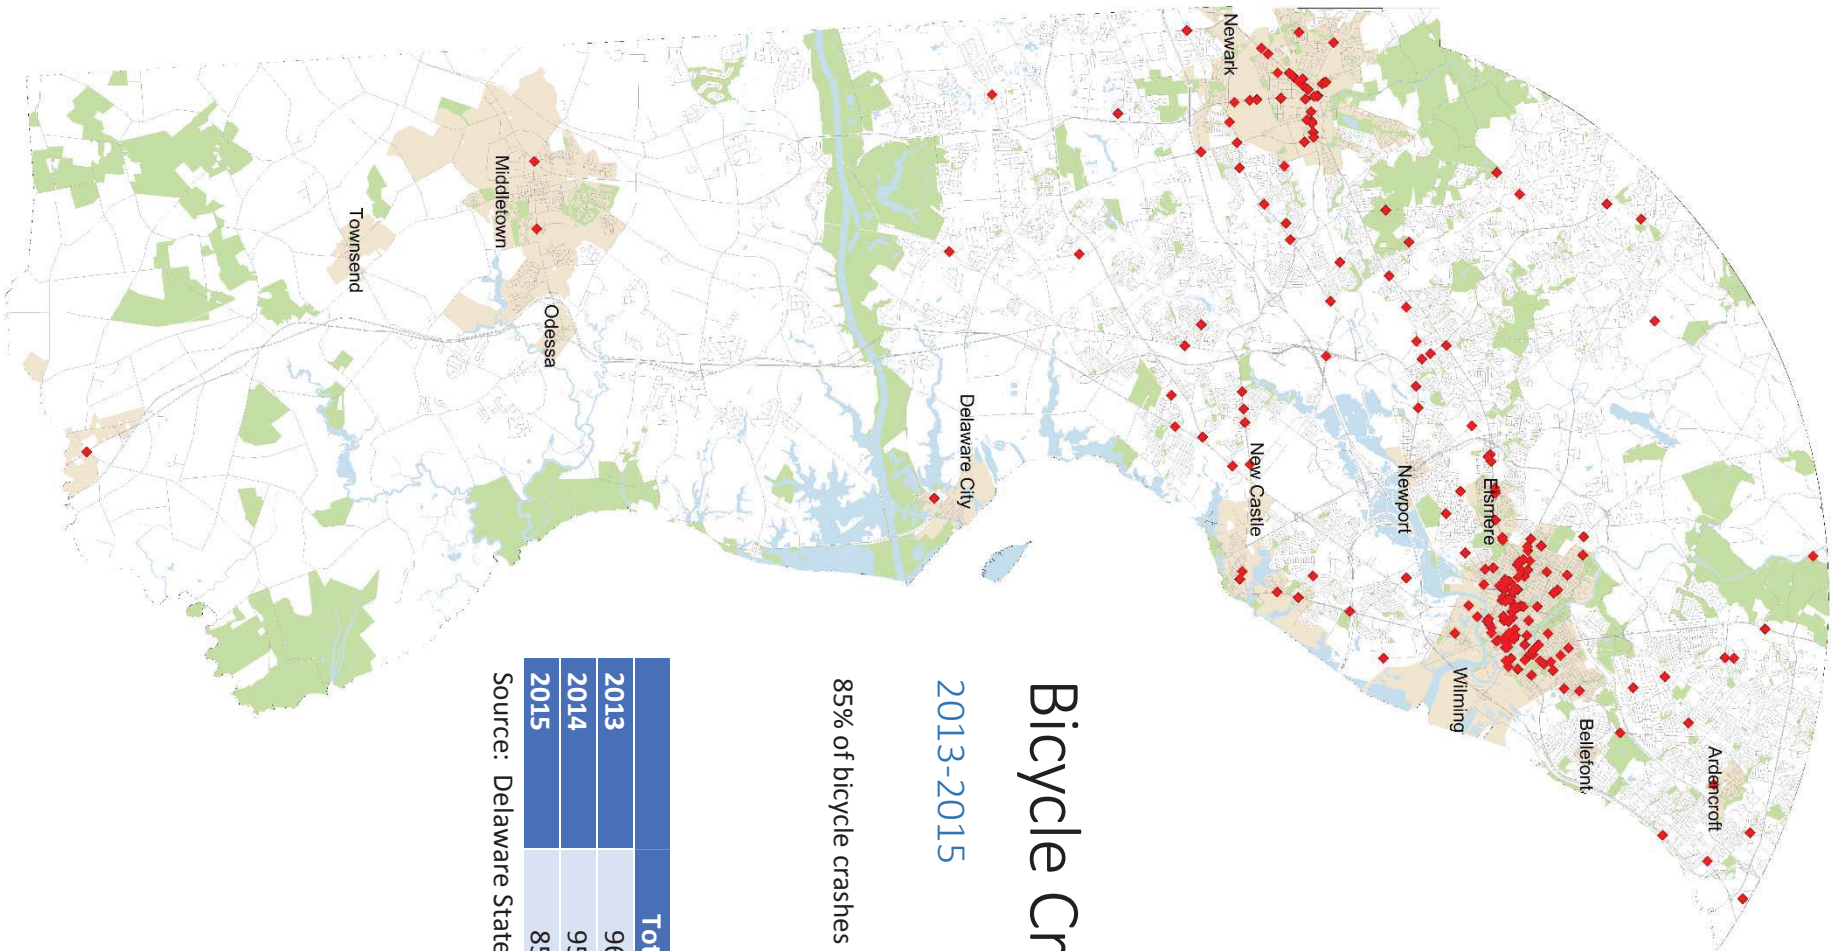 Bicycle Cr
2013-2015
85% of bicycle crashes
Tot
2013 96
2014 95
2015 85
Source: Delaware State
Ardencroft
Bellefont
Elsmere
Wilming
Newport
New Castle
Newark
Delaware City
Odessa
Middletown
Townsend